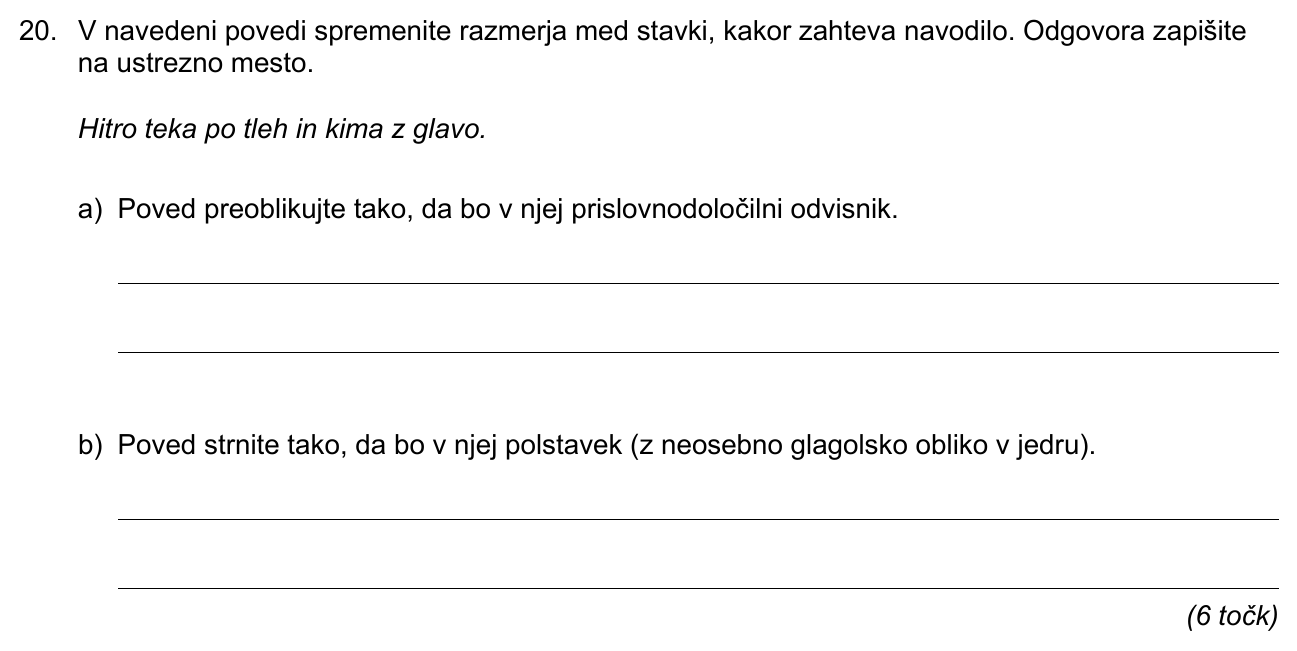 20. V navedeni povedi spremenite razmerja med stavki, kakor zahteva navodilo. Odgovora zapišite
na ustrezno mesto.
Hitro teka po tleh in kima z glavo.
a) Poved preoblikujte tako, da bo v njej prislovnodoločilni odvisnik.
b) Poved strnite tako, da bo v njej polstavek (z neosebno glagolsko obliko v jedru).
(6 točk)